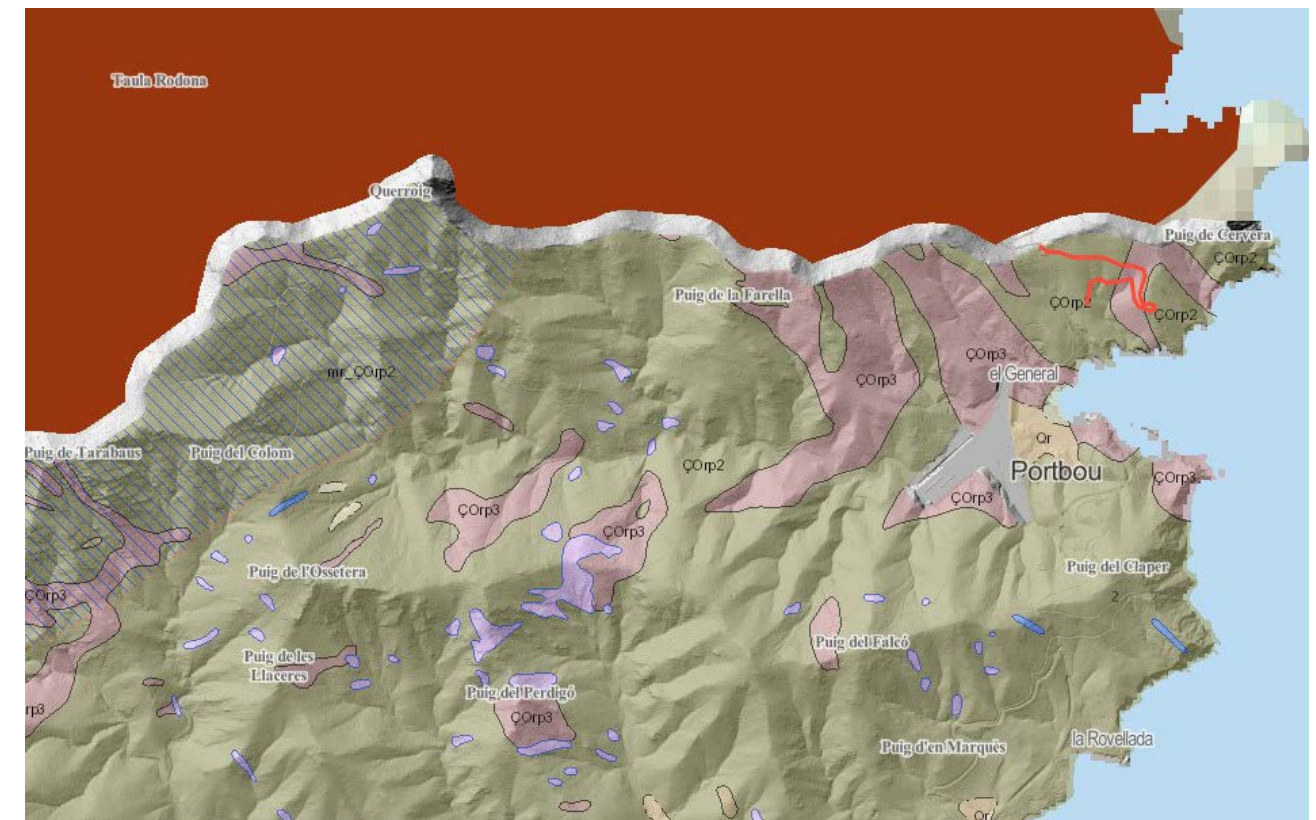 Taula Rodona
Querroig
Puig de Cervera
ÇOrp2
Puig de la Farella
ÇOrp2
ÇOrp2
ÇOrp3
mr_ÇOrp2
el General
ÇOrp3
Qr
Puig de Tarabaus
Puig del Colom
ÇOrp2
Portbou
ÇOrp3
ÇOrp3
ÇOrp3
ÇOrp3
Puig de l'Ossetera
Puig del Claper
ÇOrp3
2
Puig del Falcó
Puig de les
Llaceres
Puig del Perdigó
rp3
ÇOrp3
Puig d'en Marquès
la Rovellada
Qr